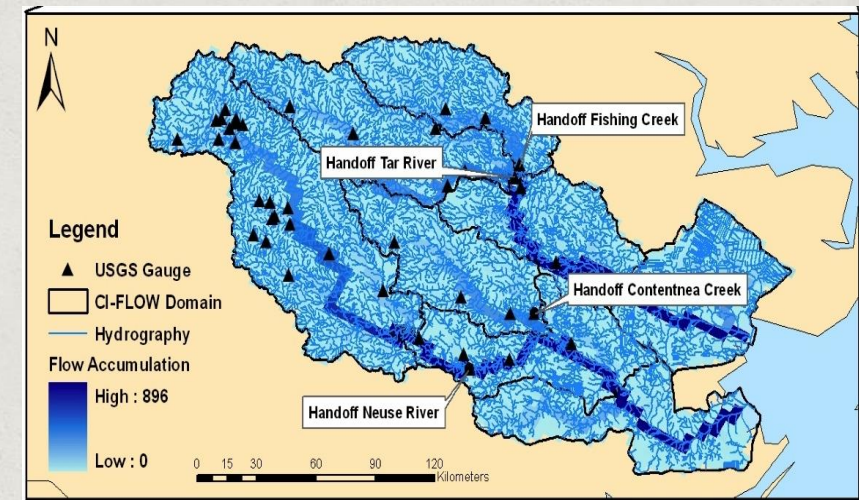 N
Handoff Fishing Creek
Handoff Tar River
Legend
USGS Gauge
CI-FLOW Domain
Hydrography
Flow Accumulation
High : 896
Low : 0
Handoff Contentnea Creek
Handoff Neuse River
0 15 30 60 90 120
Kilometers